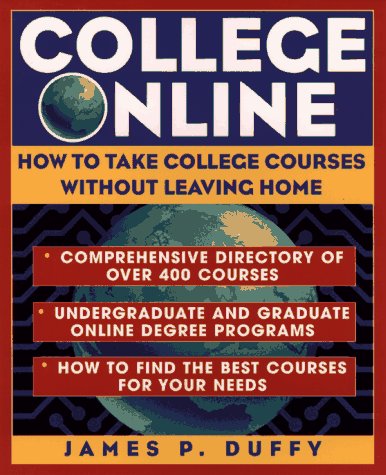 COLLEGE
ONLINE
HOW TO TAKE COLLEGE COURSES
WITHOUT LEAVING HOME
• COMPREHENSIVE DIRECTORY OF
OVER 400 COURSES
• UNDERGRADUATE AND GRADUATE
ONLINE DEGREE PROGRAMS
• HOW TO FIND THE BEST COURSES
FOR YOUR NEEDS
JAMES P. DUFFY